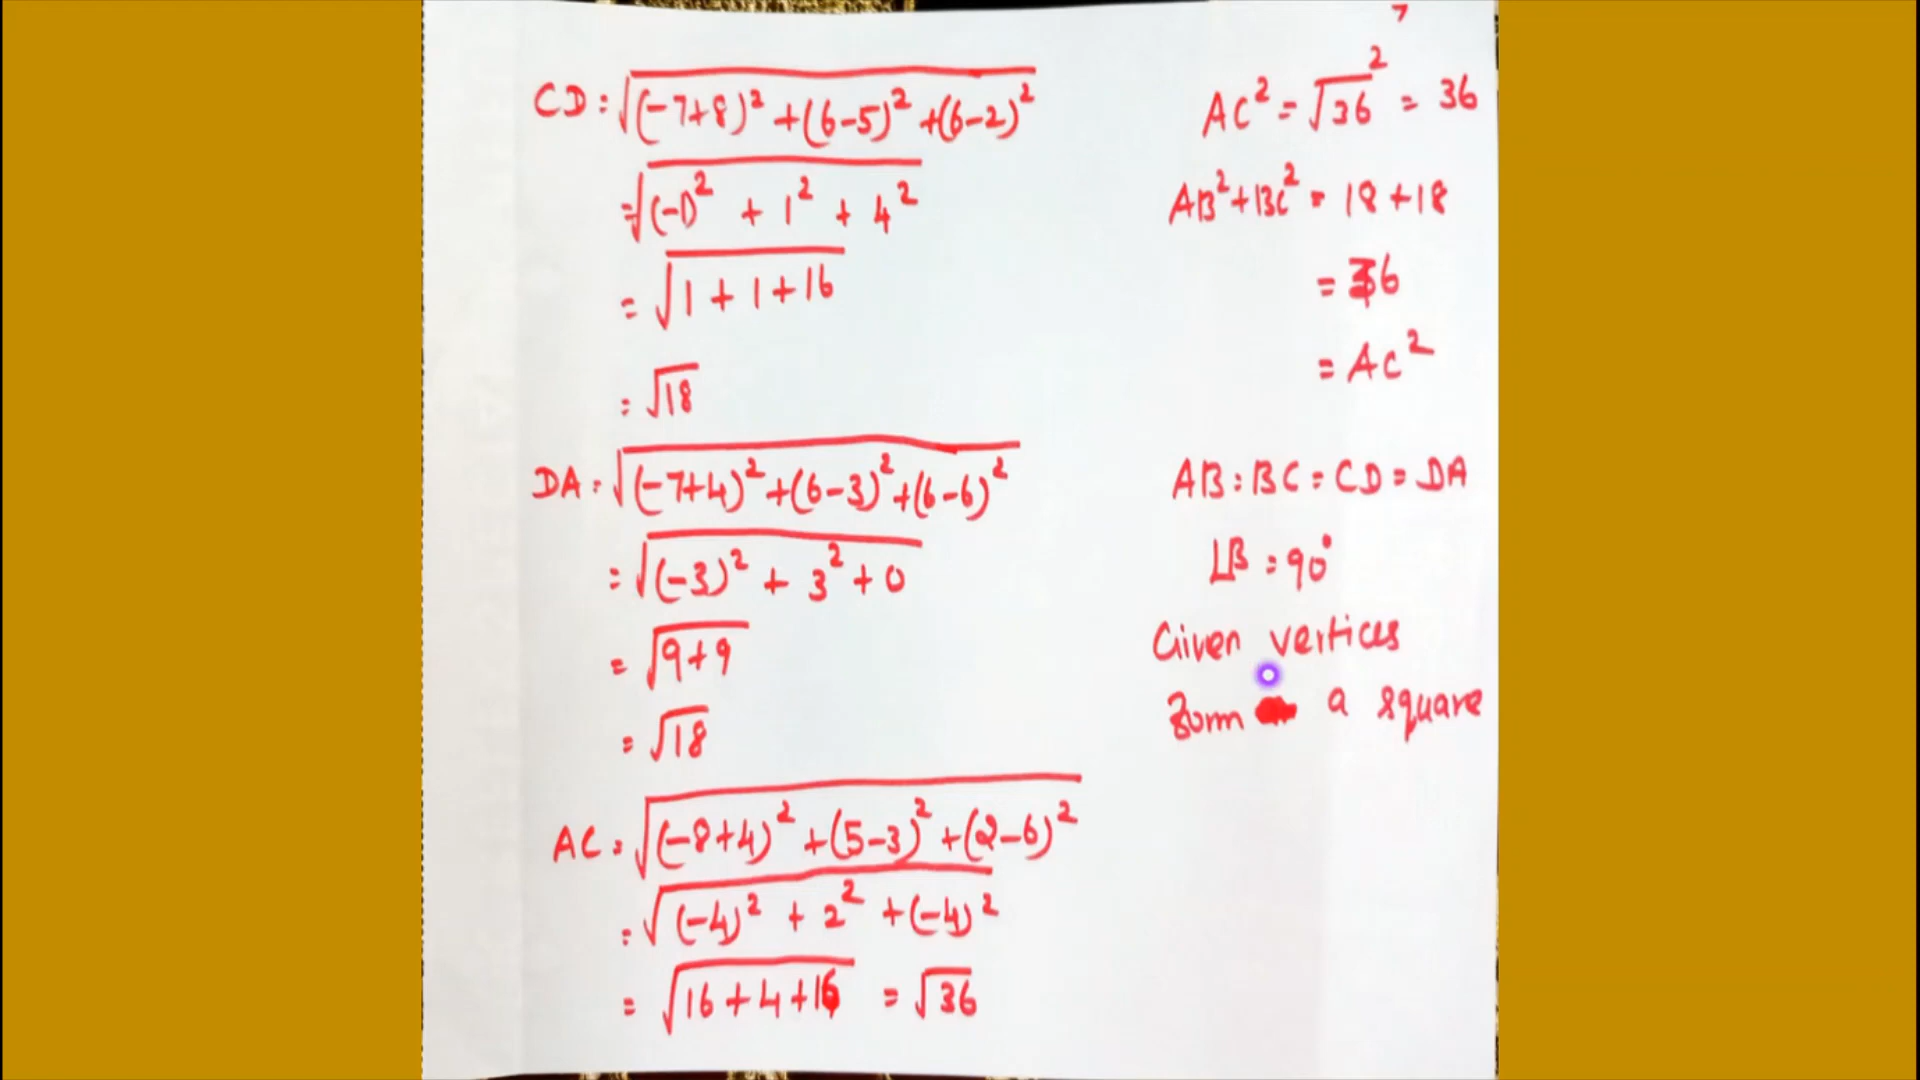 CD = √(-7+8)² + (6-5)² + (6-2)²
= √(-1)² + 1² + 4²
= √1 + 1 + 16
= √18
DA = √(-7+4)² + (6-3)² + (6-6)²
= √(-3)² + 3² + 0
= √9+9
= √18
AC = √(-8+4)² + (5-3)² + (2-6)²
= √(-4)² + 2² + (-4)²
= √16 + 4 + 16 = √36
AC² = √36² = 36
AB² + BC² = 18 + 18
= 36
= AC²
AB = BC = CD = DA
∠B = 90°
Given vertices
form a square